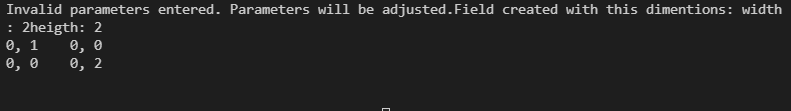 Invalid parameters entered. Parameters will be adjusted.Field created with this dimentions: width
: 2heigth: 2
0, 1    0, 0
0, 0    0, 2